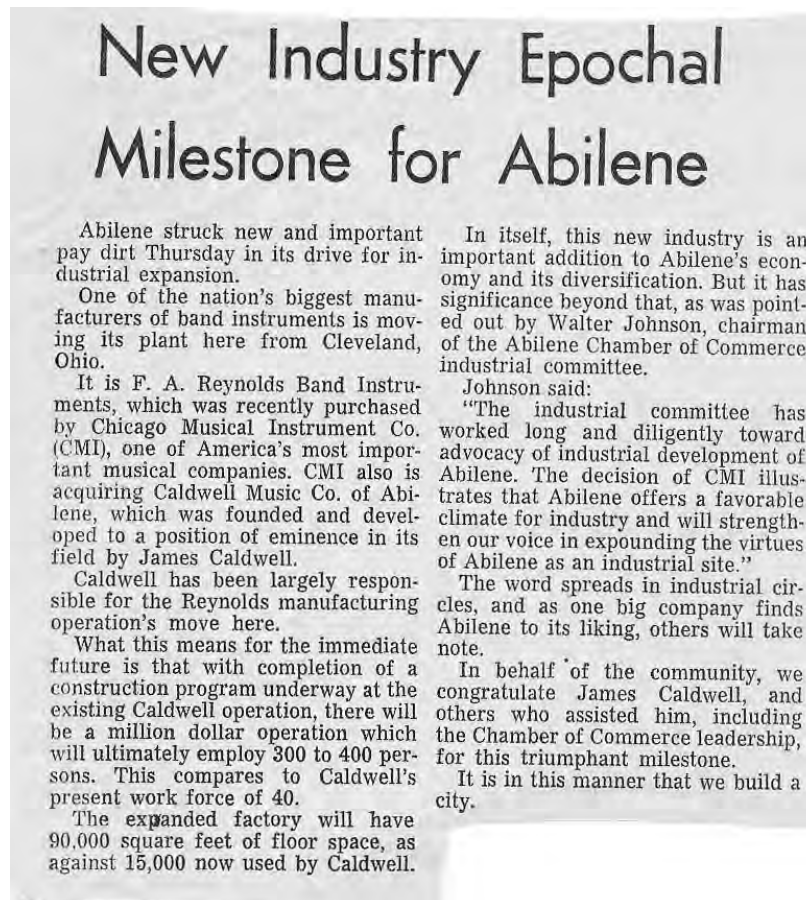 New Industry Epochal
Milestone for Abilene
Abilene struck new and important
pay dirt Thursday in its drive for in-
dustrial expansion.
One of the nation's biggest manu-
facturers of band instruments is mov-
ing its plant here from Cleveland,
Ohio.
It is F. A. Reynolds Band Instru-
ments, which was recently purchased
by Chicago Musical Instrument Co.
(CMI), one of America's most impor-
tant musical companies. CMI also is
acquiring Caldwell Music Co. of Abi-
lene, which was founded and devel-
oped to a position of eminence in its
field by James Caldwell.
Caldwell has been largely respon-
sible for the Reynolds manufacturing
operation's move here.
What this means for the immediate
future is that with completion of a
construction program underway at the
existing Caldwell operation, there will
be a million dollar operation which
will ultimately employ 300 to 400 per-
sons. This compares to Caldwell's
present work force of 40.
The expanded factory will have
90,000 square feet of floor space, as
against 15,000 now used by Caldwell.
In itself, this new industry is an
important addition to Abilene's econ-
omy and its diversification. But it has
significance beyond that, as was point-
ed out by Walter Johnson, chairman
of the Abilene Chamber of Commerce
industrial committee.
Johnson said:
"The industrial committee has
worked long and diligently toward
advocacy of industrial development of
Abilene. The decision of CMI illus-
trates that Abilene offers a favorable
climate for industry and will strength-
en our voice in expounding the virtues
of Abilene as an industrial site."
The word spreads in industrial cir-
cles, and as one big company finds
Abilene to its liking, others will take
note.
In behalf of the community, we
congratulate James Caldwell, and
others who assisted him, including
the Chamber of Commerce leadership,
for this triumphant milestone.
It is in this manner that we build a
city.